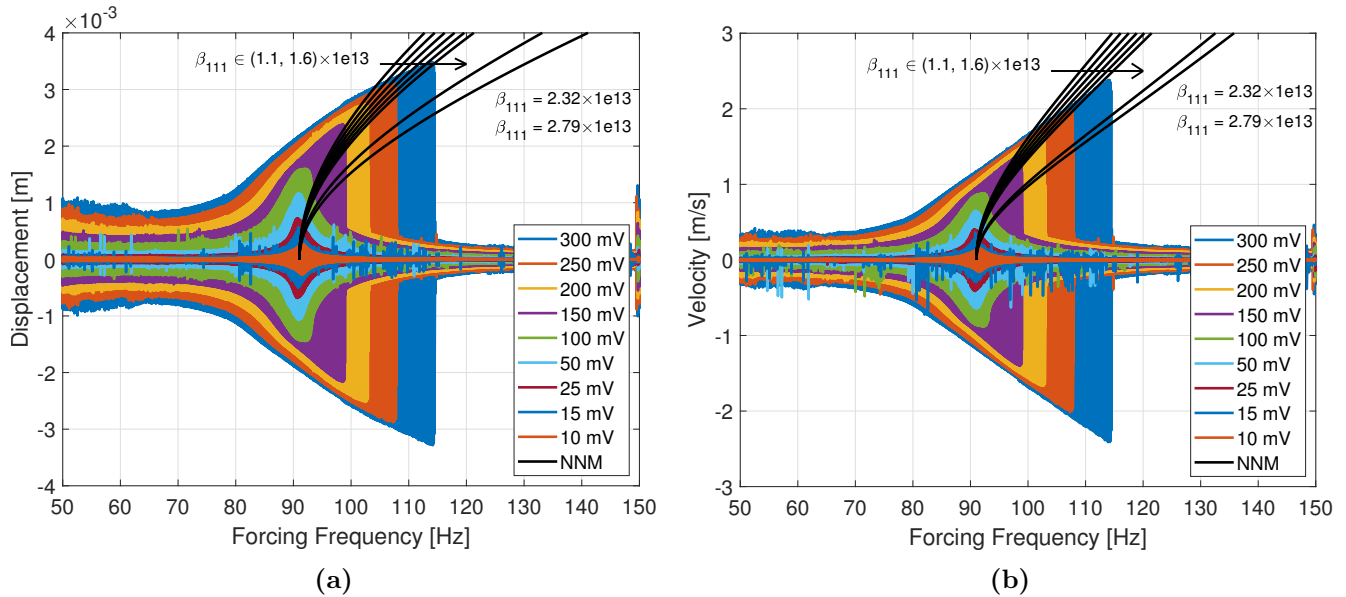 ×10⁻³
4
3
2
1
0
-1
-2
-3
-4
Displacement [m]
β₁₁₁ ∈ (1.1, 1.6)×1e13
β₁₁₁ = 2.32×1e13
β₁₁₁ = 2.79×1e13
300 mV
250 mV
200 mV
150 mV
100 mV
50 mV
25 mV
15 mV
10 mV
NNM
50 60 70 80 90 100 110 120 130 140 150
Forcing Frequency [Hz]
(a)
3
2
1
0
-1
-2
-3
Velocity [m/s]
β₁₁₁ ∈ (1.1, 1.6)×1e13
β₁₁₁ = 2.32×1e13
β₁₁₁ = 2.79×1e13
300 mV
250 mV
200 mV
150 mV
100 mV
50 mV
25 mV
15 mV
10 mV
NNM
50 60 70 80 90 100 110 120 130 140 150
Forcing Frequency [Hz]
(b)